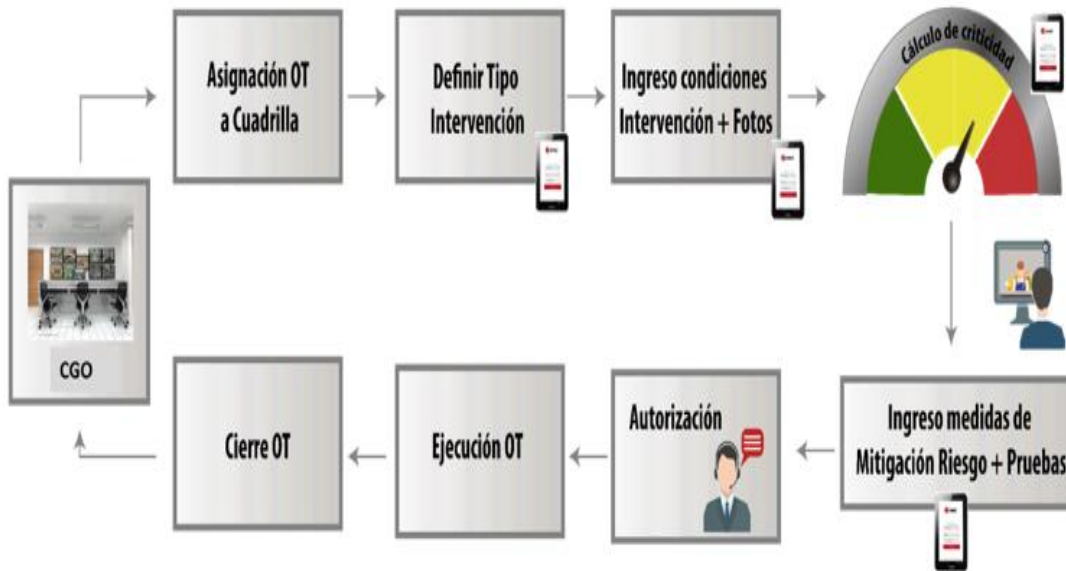 Asignación OT
a Cuadrilla
Definir Tipo
Intervención
Ingreso condiciones
Intervención + Fotos
Cálculo de criticidad
CGO
Cierre OT
Ejecución OT
Autorización
Ingreso medidas de
Mitigación Riesgo + Pruebas